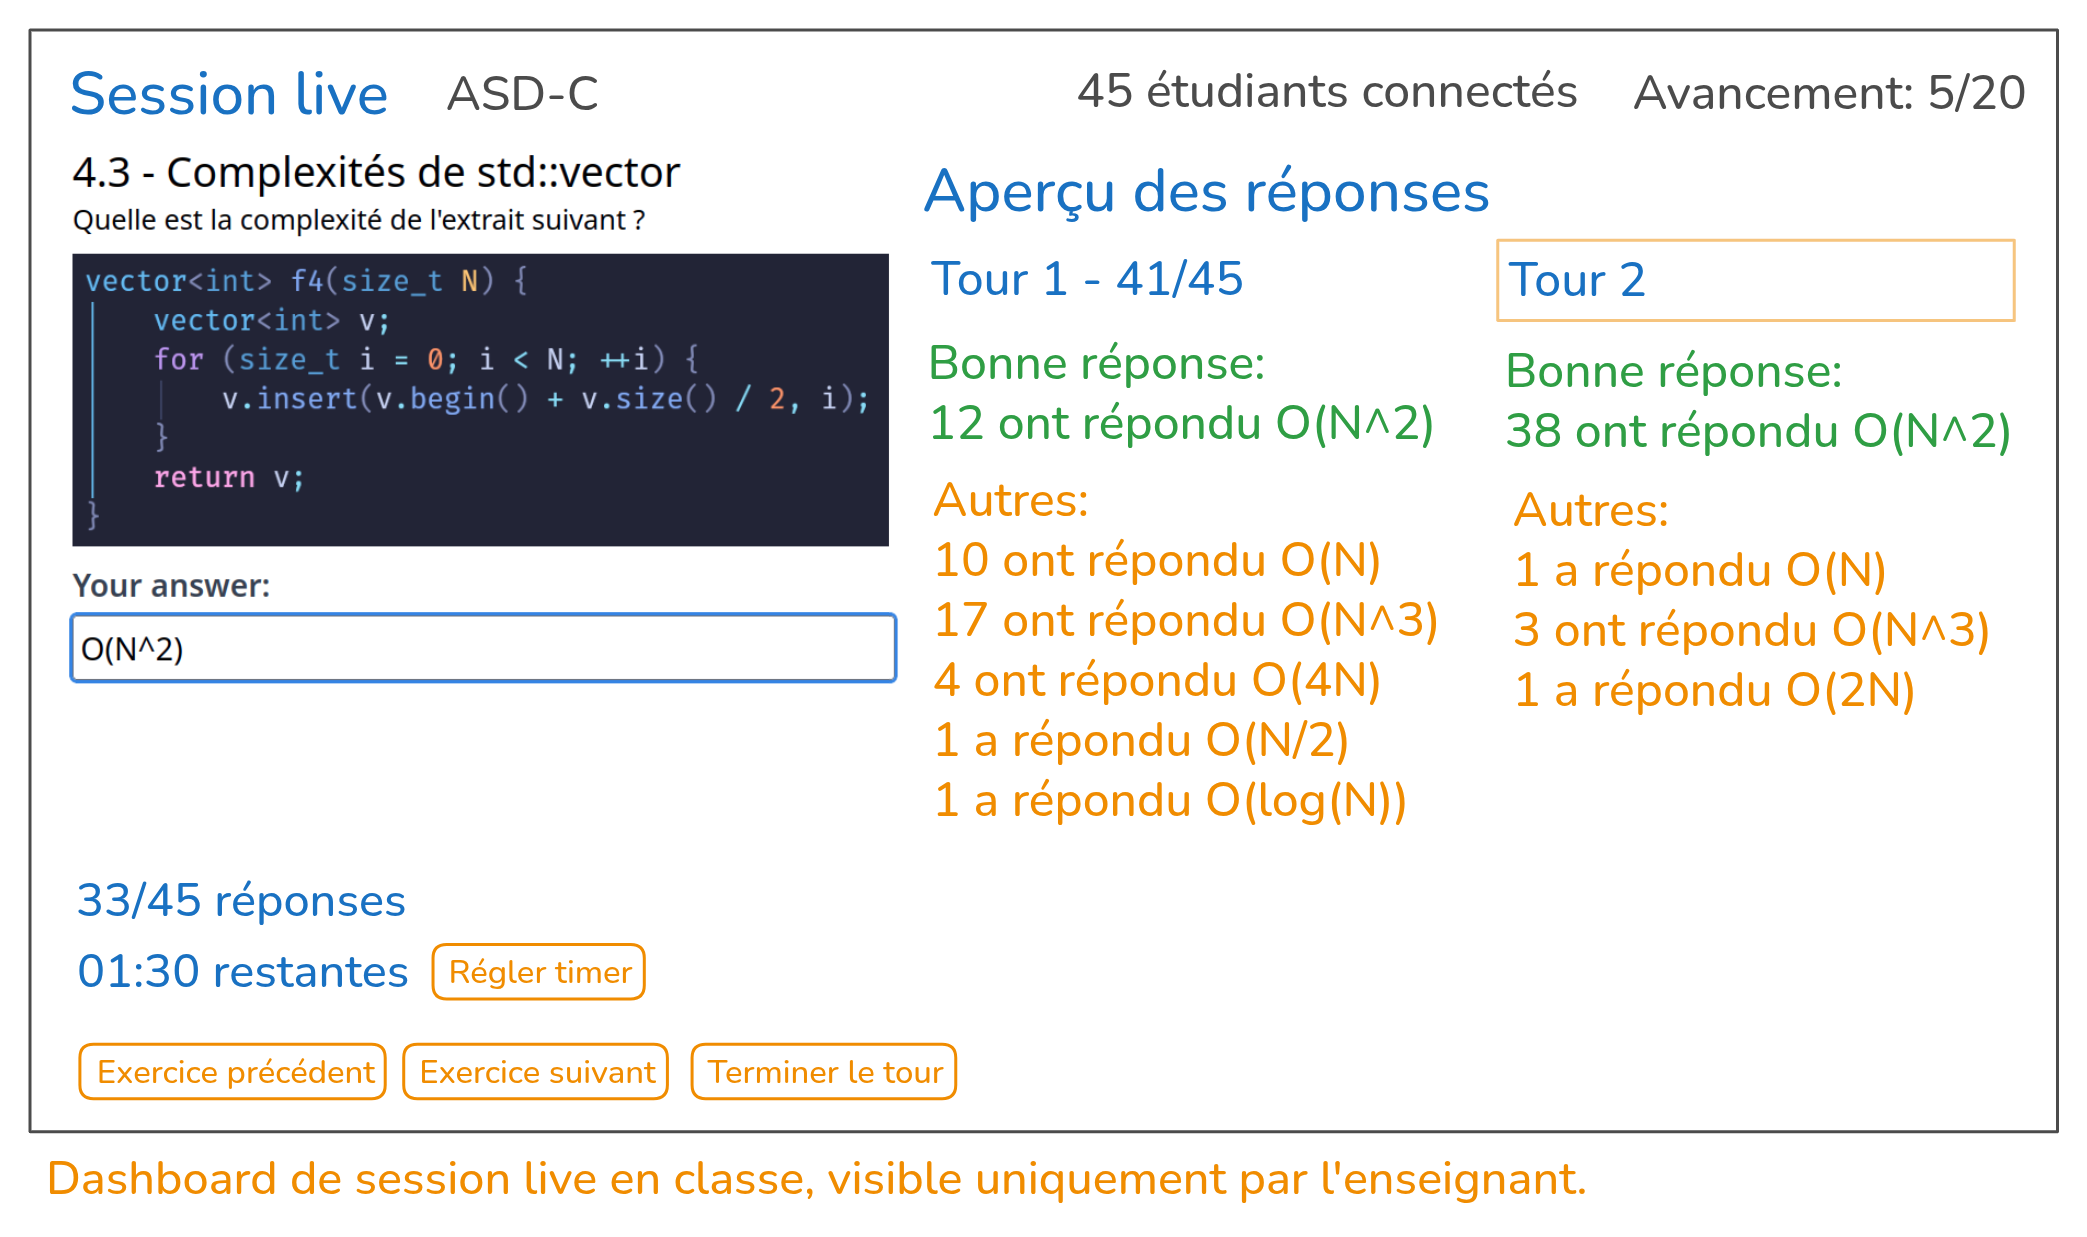 Session live ASD-C 45 étudiants connectés Avancement: 5/20
4.3 - Complexités de std::vector
Quelle est la complexité de l'extrait suivant ?
vector<int> f4(size_t N) {
    vector<int> v;
    for (size_t i = 0; i < N; ++i) {
        v.insert(v.begin() + v.size() / 2, i);
    }
    return v;
}
Your answer:
O(N^2)
33/45 réponses
01:30 restantes Régler timer
Exercice précédent Exercice suivant Terminer le tour
Aperçu des réponses
Tour 1 - 41/45
Bonne réponse:
12 ont répondu O(N^2)
Autres:
10 ont répondu O(N)
17 ont répondu O(N^3)
4 ont répondu O(4N)
1 a répondu O(N/2)
1 a répondu O(log(N))
Tour 2
Bonne réponse:
38 ont répondu O(N^2)
Autres:
1 a répondu O(N)
3 ont répondu O(N^3)
1 a répondu O(2N)
Dashboard de session live en classe, visible uniquement par l'enseignant.